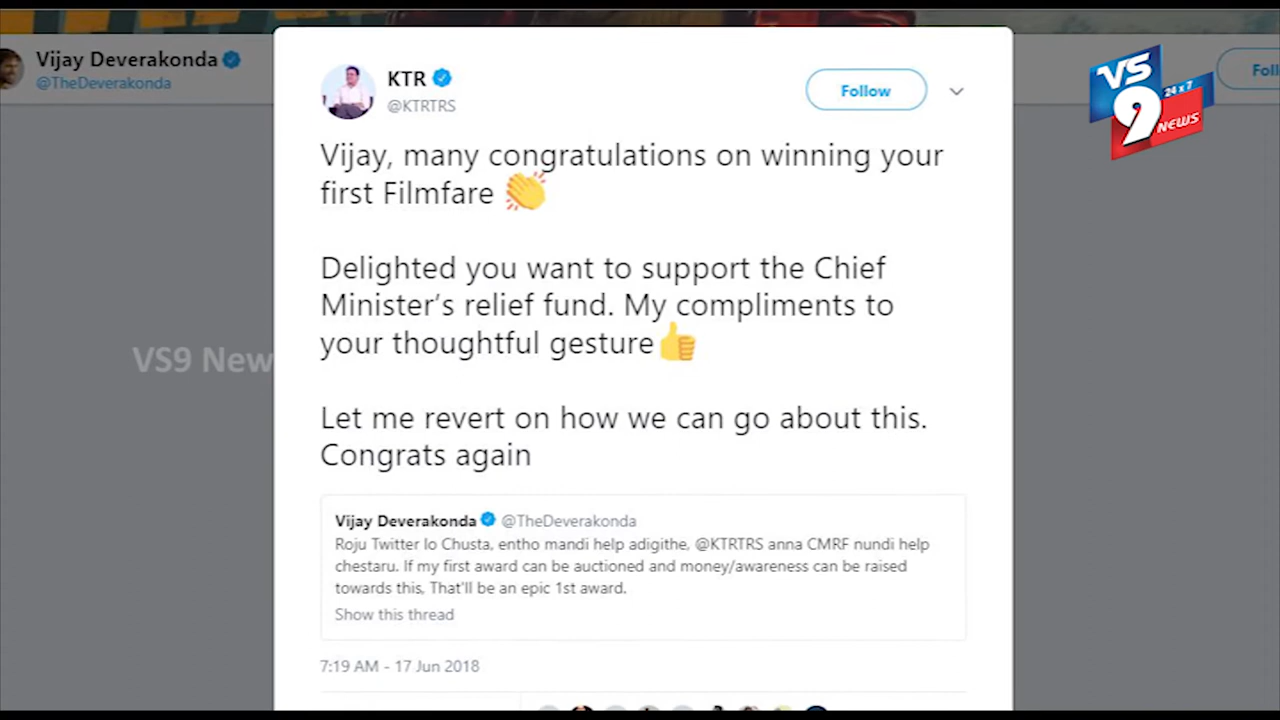 Vijay Deverakonda
@TheDeverakonda
KTR
@KTRTRS
Follow
VS
9
24 x 7
NEWS
Vijay, many congratulations on winning your
first Filmfare 👏
Delighted you want to support the Chief
Minister’s relief fund. My compliments to
your thoughtful gesture👍
VS9 New
Let me revert on how we can go about this.
Congrats again
Vijay Deverakonda @TheDeverakonda
Roju Twitter lo Chusta, entho mandi help adigithe, @KTRTRS anna CMRF nundi help
chestaru. If my first award can be auctioned and money/awareness can be raised
towards this, That'll be an epic 1st award.
Show this thread
7:19 AM - 17 Jun 2018